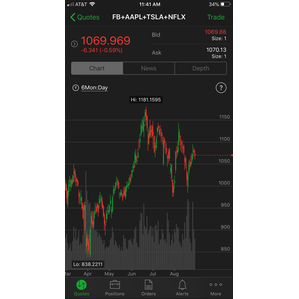 AT&T 11:41 AM 34%
Quotes FB+AAPL+TSLA+NFLX Trade
1069.969
-6.341 (-0.59%)
Bid 1069.88
Size: 1
Ask 1070.13
Size: 1
Chart News Depth
6Mon:Day ?
Hi: 1181.1595
1150
1100
1050
1000
950
900
850
Lo: 838.2211
Mar Apr May Jun Jul Aug
Quotes Positions Orders Alerts More